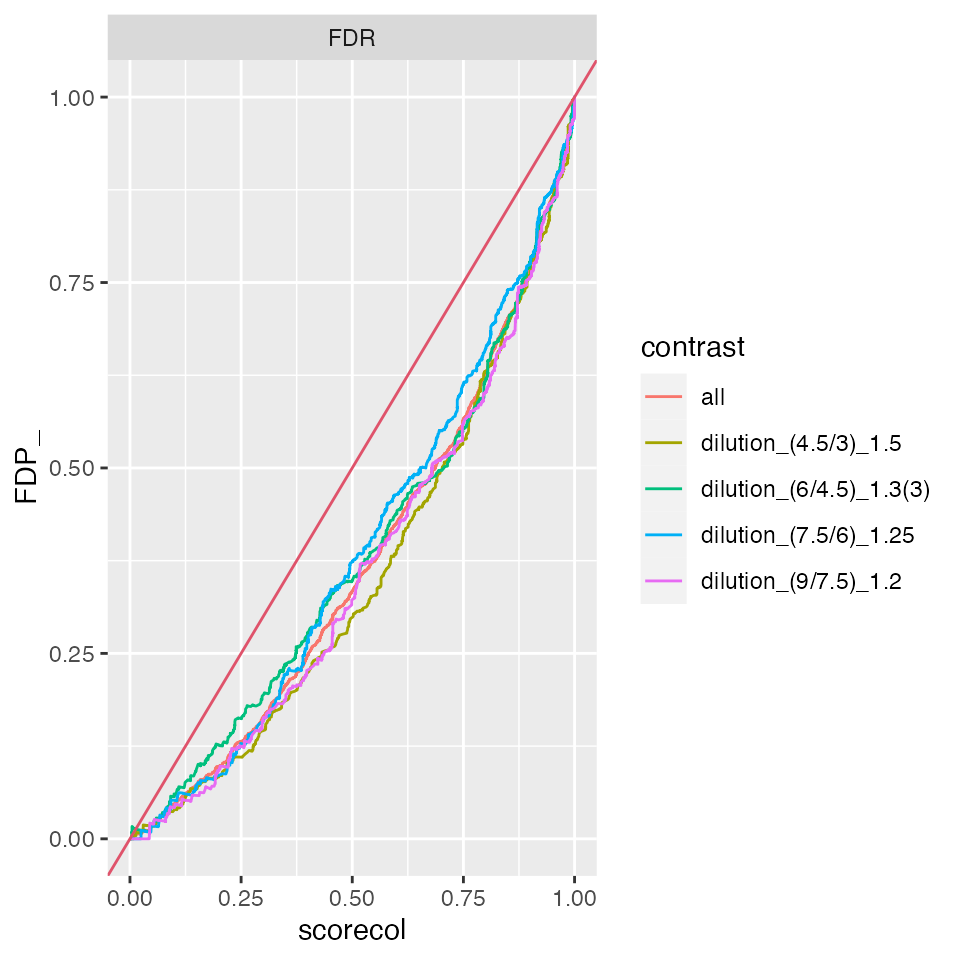 FDR
1.00
0.75
0.50
0.25
0.00
FDP_
0.00 0.25 0.50 0.75 1.00
scorecol
contrast
all
dilution_(4.5/3)_1.5
dilution_(6/4.5)_1.3(3)
dilution_(7.5/6)_1.25
dilution_(9/7.5)_1.2